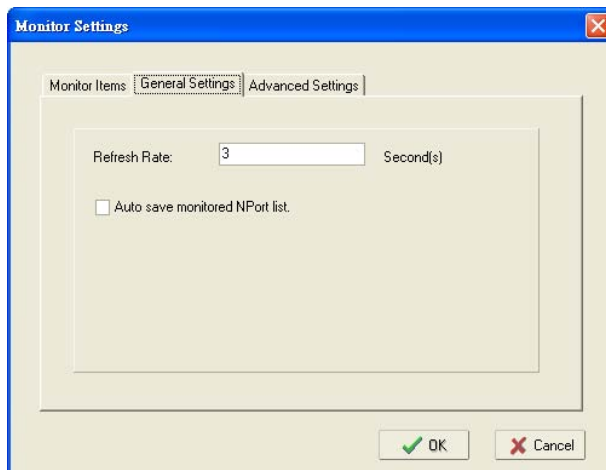 Monitor Settings
Monitor Items General Settings Advanced Settings
Refresh Rate: 3 Second(s)
Auto save monitored NPort list.
OK Cancel